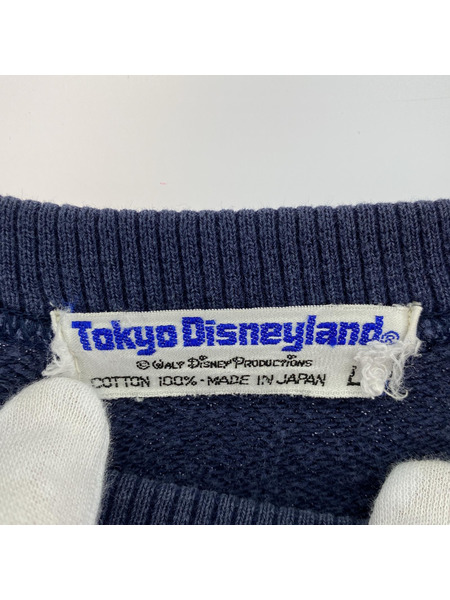 Tokyo Disneyland®
© WALT DISNEY PRODUCTIONS
COTTON 100% - MADE IN JAPAN L